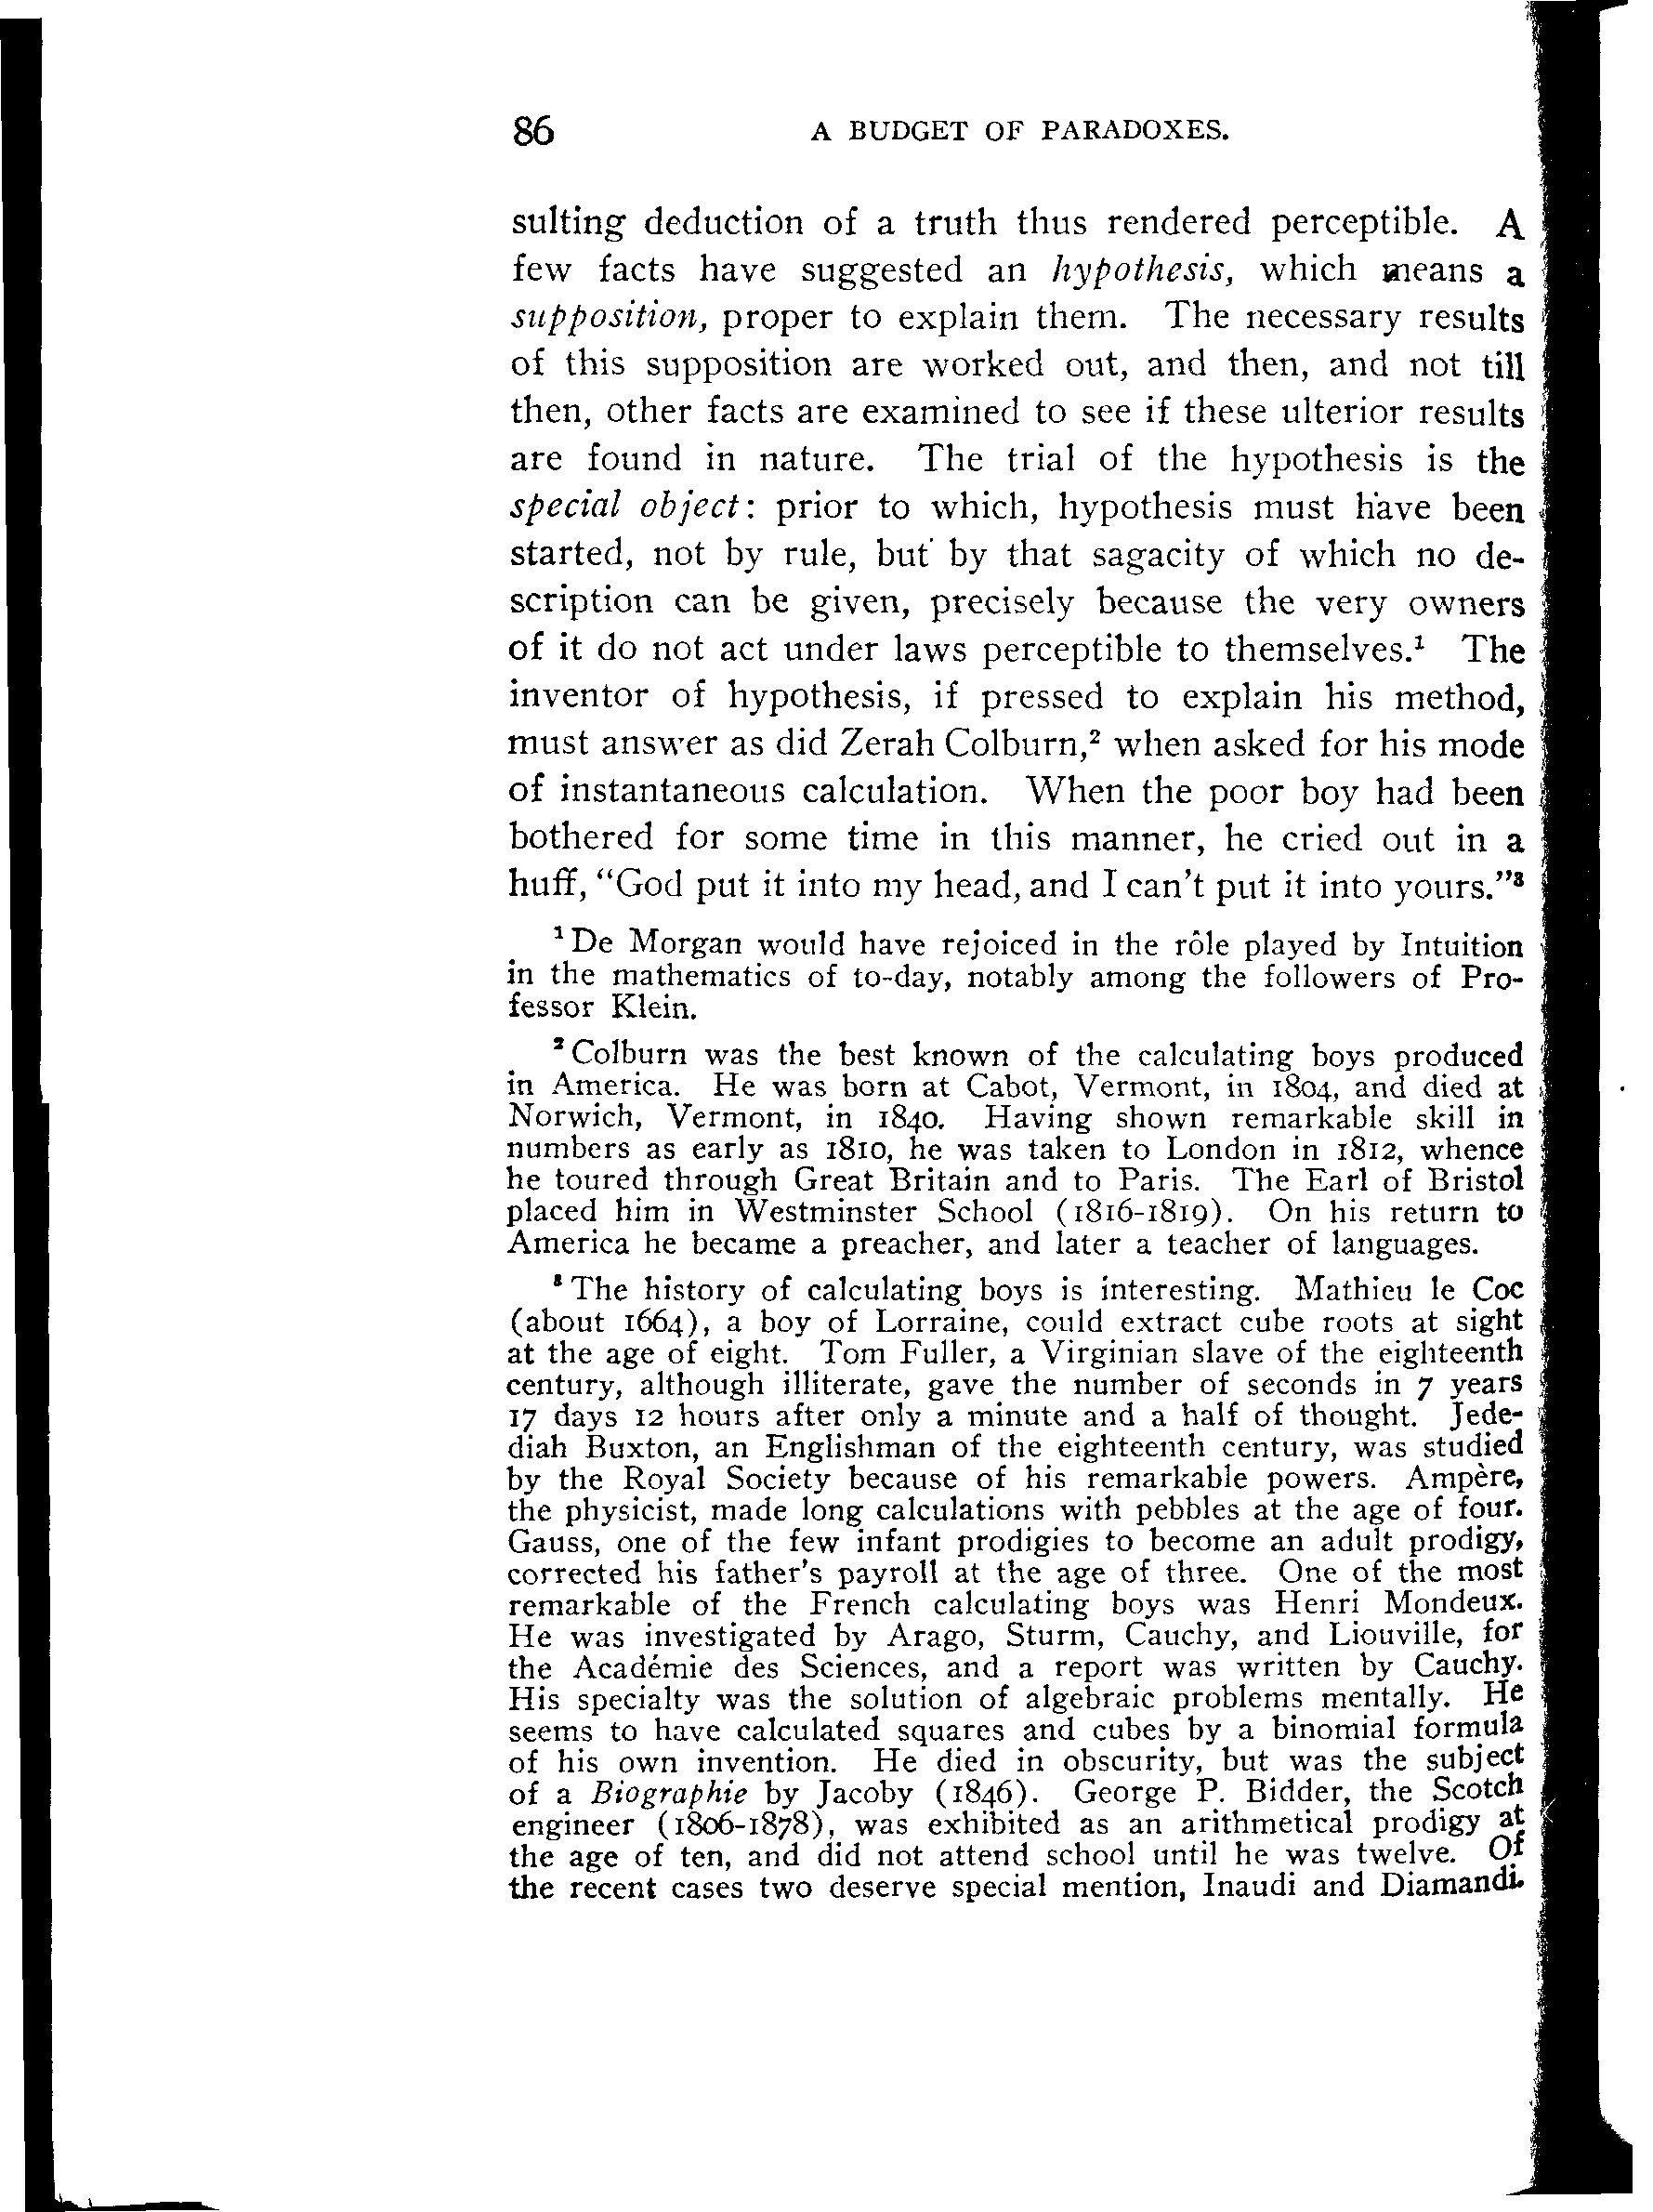 86 A BUDGET OF PARADOXES.
sulting deduction of a truth thus rendered perceptible. A
few facts have suggested an hypothesis, which means a
supposition, proper to explain them. The necessary results
of this supposition are worked out, and then, and not till
then, other facts are examined to see if these ulterior results
are found in nature. The trial of the hypothesis is the
special object: prior to which, hypothesis must have been
started, not by rule, but by that sagacity of which no de-
scription can be given, precisely because the very owners
of it do not act under laws perceptible to themselves.¹ The
inventor of hypothesis, if pressed to explain his method,
must answer as did Zerah Colburn,² when asked for his mode
of instantaneous calculation. When the poor boy had been
bothered for some time in this manner, he cried out in a
huff, “God put it into my head, and I can't put it into yours.”³
¹ De Morgan would have rejoiced in the rôle played by Intuition
in the mathematics of to-day, notably among the followers of Pro-
fessor Klein.
² Colburn was the best known of the calculating boys produced
in America. He was born at Cabot, Vermont, in 1804, and died at
Norwich, Vermont, in 1840. Having shown remarkable skill in
numbers as early as 1810, he was taken to London in 1812, whence
he toured through Great Britain and to Paris. The Earl of Bristol
placed him in Westminster School (1816-1819). On his return to
America he became a preacher, and later a teacher of languages.
³ The history of calculating boys is interesting. Mathieu le Coc
(about 1664), a boy of Lorraine, could extract cube roots at sight
at the age of eight. Tom Fuller, a Virginian slave of the eighteenth
century, although illiterate, gave the number of seconds in 7 years
17 days 12 hours after only a minute and a half of thought. Jede-
diah Buxton, an Englishman of the eighteenth century, was studied
by the Royal Society because of his remarkable powers. Ampère,
the physicist, made long calculations with pebbles at the age of four.
Gauss, one of the few infant prodigies to become an adult prodigy,
corrected his father's payroll at the age of three. One of the most
remarkable of the French calculating boys was Henri Mondeux.
He was investigated by Arago, Sturm, Cauchy, and Liouville, for
the Académie des Sciences, and a report was written by Cauchy.
His specialty was the solution of algebraic problems mentally. He
seems to have calculated squares and cubes by a binomial formula
of his own invention. He died in obscurity, but was the subject
of a Biographie by Jacoby (1846). George P. Bidder, the Scotch
engineer (1806-1878), was exhibited as an arithmetical prodigy at
the age of ten, and did not attend school until he was twelve. Of
the recent cases two deserve special mention, Inaudi and Diamandi.